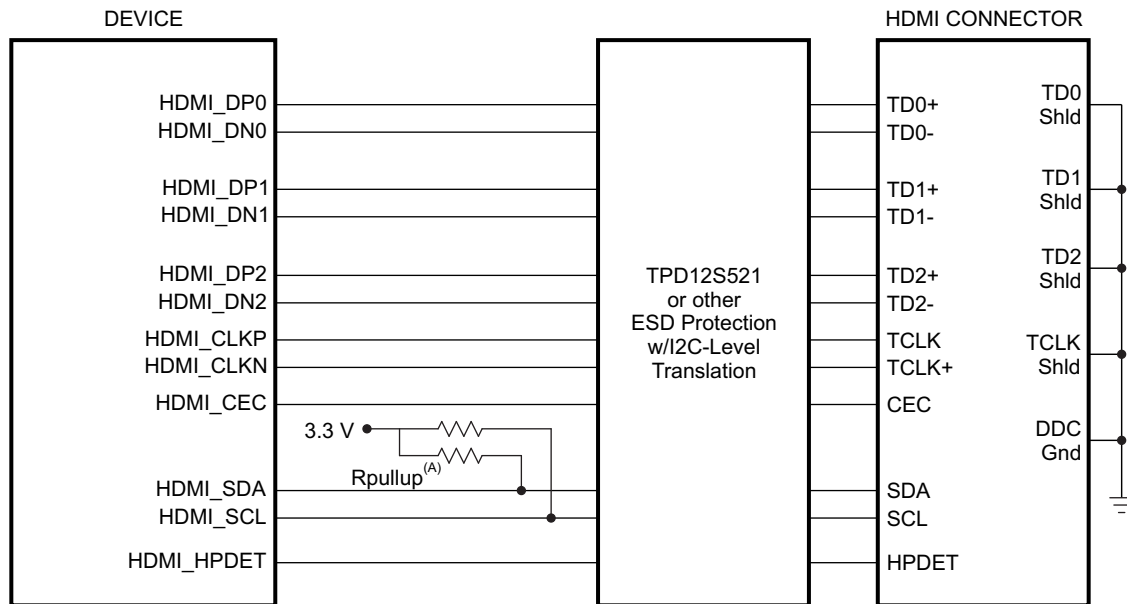 DEVICE
HDMI CONNECTOR
HDMI_DP0
HDMI_DN0
HDMI_DP1
HDMI_DN1
HDMI_DP2
HDMI_DN2
HDMI_CLKP
HDMI_CLKN
HDMI_CEC
3.3 V
Rpullup(A)
HDMI_SDA
HDMI_SCL
HDMI_HPDET
TPD12S521
or other
ESD Protection
w/I2C-Level
Translation
TD0+
TD0-
TD1+
TD1-
TD2+
TD2-
TCLK
TCLK+
CEC
SDA
SCL
HPDET
TD0
Shld
TD1
Shld
TD2
Shld
TCLK
Shld
DDC
Gnd